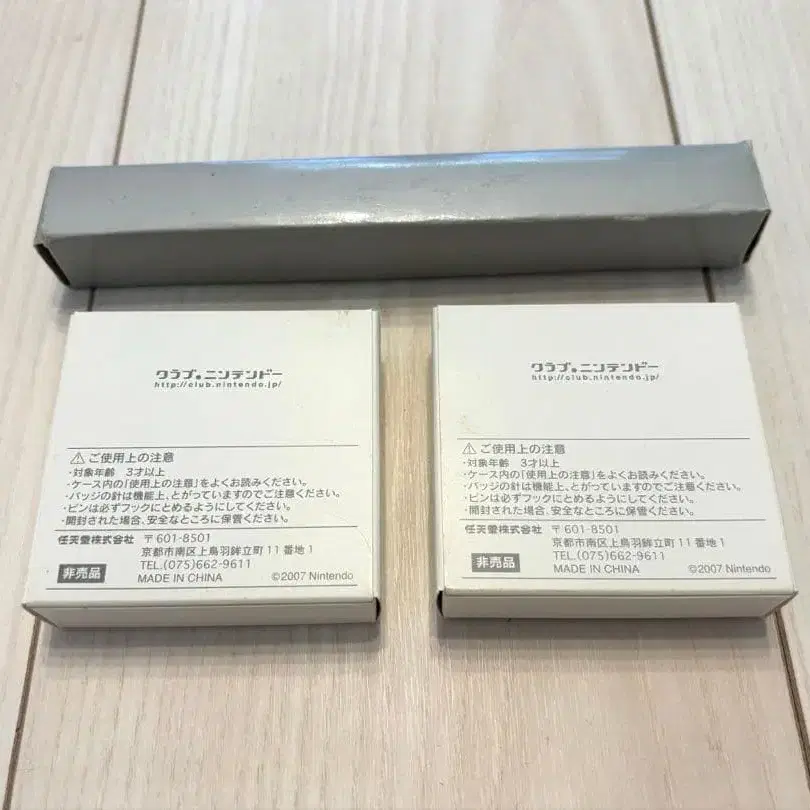 クラブ ニンテンドー
http://club.nintendo.jp/
⚠ご使用上の注意
・対象年齢 3才以上
・ケース内の「使用上の注意」をよくお読みください。
・バッジの針は機能上、とがっていますのでご注意ください。
・ピンは必ずフックにとめるようにしてください。
・開封された場合、安全なところに保管ください。
任天堂株式会社 〒601-8501
京都市南区上鳥羽鉾立町11番地1
TEL.(075)662-9611
非売品 MADE IN CHINA ©2007 Nintendo
クラブ ニンテンドー
http://club.nintendo.jp/
⚠ご使用上の注意
・対象年齢 3才以上
・ケース内の「使用上の注意」をよくお読みください。
・バッジの針は機能上、とがっていますのでご注意ください。
・ピンは必ずフックにとめるようにしてください。
・開封された場合、安全なところに保管ください。
任天堂株式会社 〒601-8501
京都市南区上鳥羽鉾立町11番地1
TEL.(075)662-9611
非売品 MADE IN CHINA ©2007 Nintendo